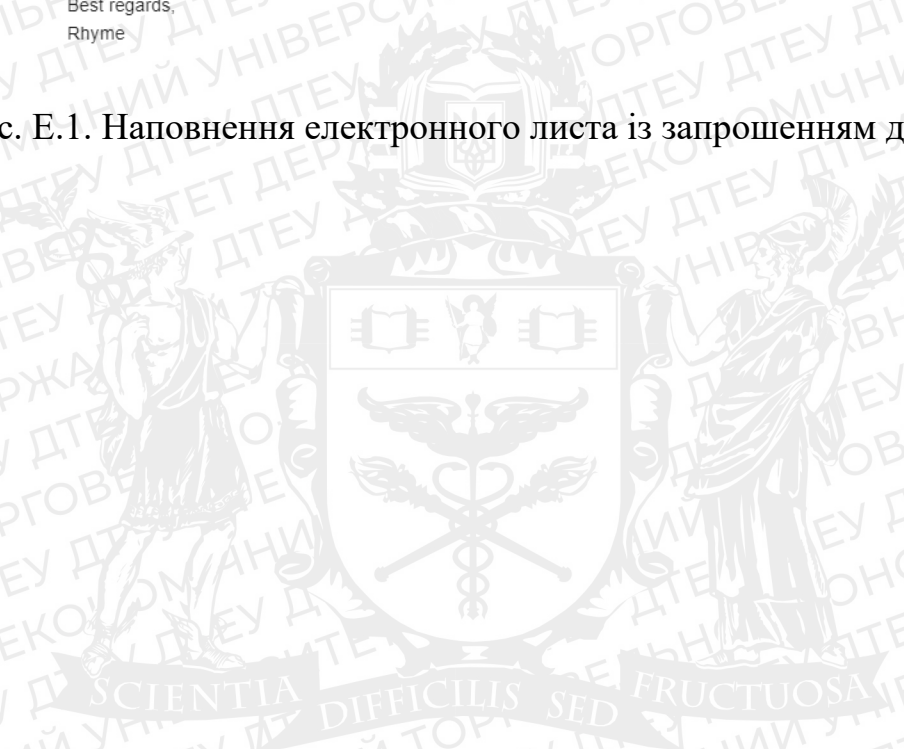 Best regards,
Rhyme
с. Е.1. Наповнення електронного листа із запрошенням д
SCIENTIA DIFFICILIS SED FRUCTUOSA